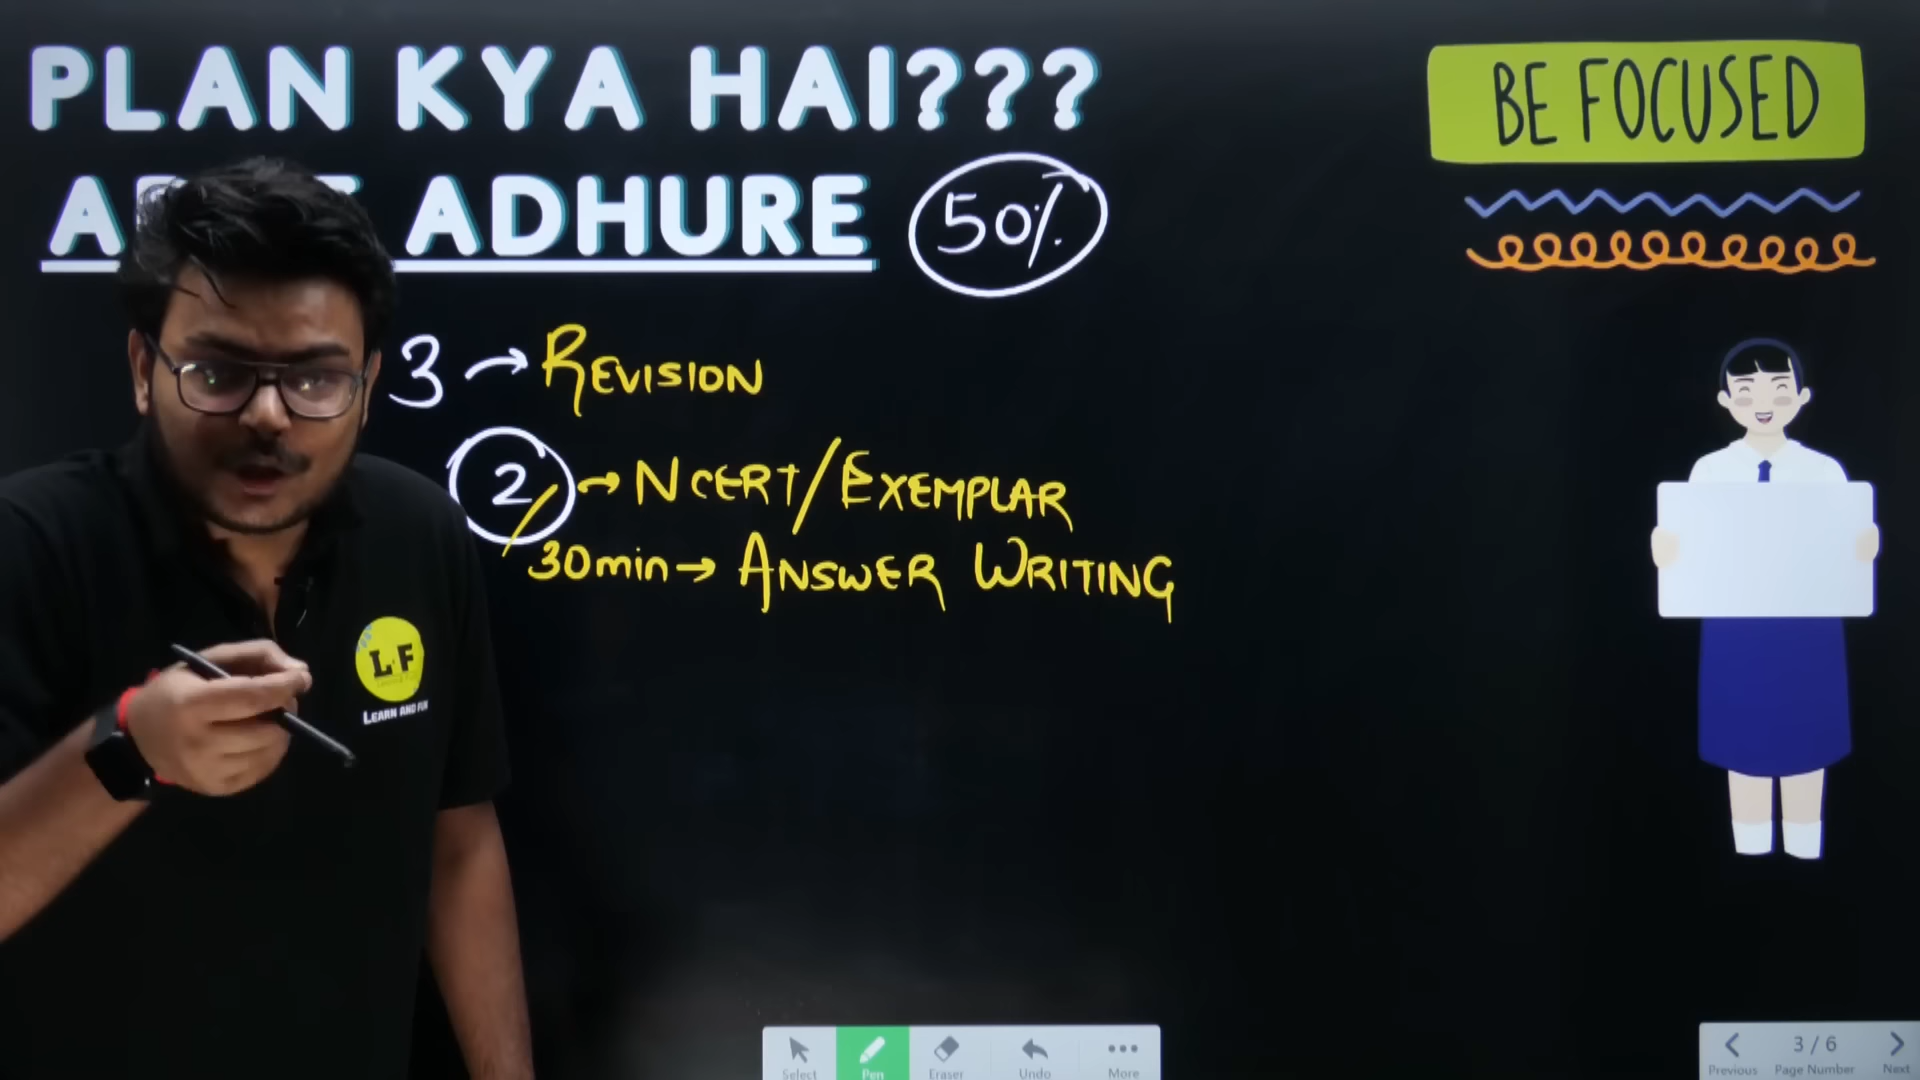 PLAN KYA HAI???
ADHURE 50%
BE FOCUSED
3 → REVISION
2 → NCERT/EXEMPLAR
30min → ANSWER WRITING
L F
LEARN AND FUN
Select
Pen
Eraser
Undo
More
3 / 6
Previous
Page Number
Next